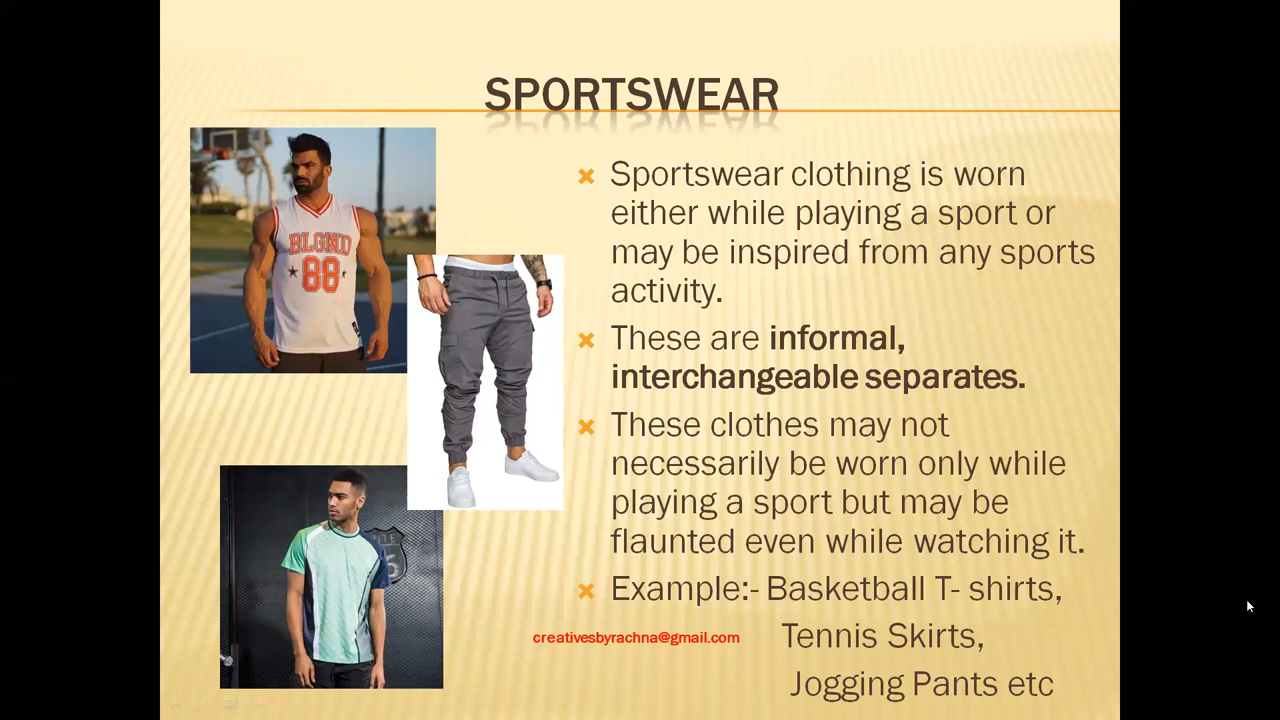 SPORTSWEAR
BLGND
88
Sportswear clothing is worn
either while playing a sport or
may be inspired from any sports
activity.
These are informal,
interchangeable separates.
These clothes may not
necessarily be worn only while
playing a sport but may be
flaunted even while watching it.
Example:- Basketball T- shirts,
creativesbyrachna@gmail.com
Tennis Skirts,
Jogging Pants etc